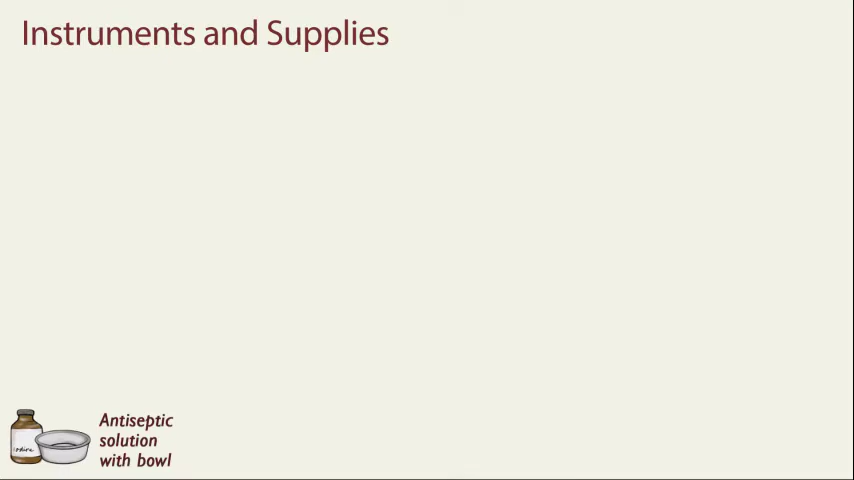 Instruments and Supplies
Antiseptic
solution
with bowl